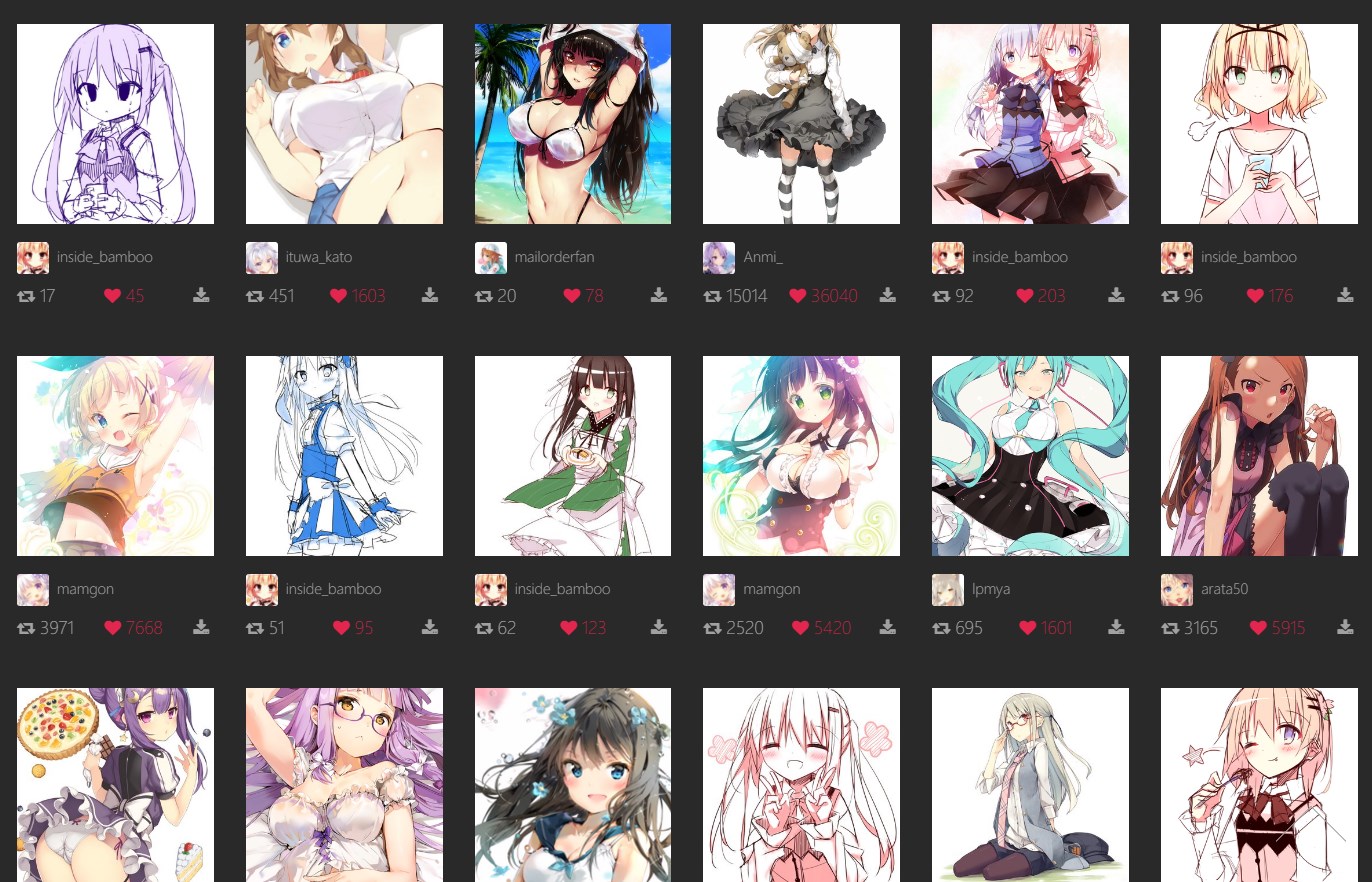 inside_bamboo
ituwa_kato
mailorderfan
Anmi_
inside_bamboo
inside_bamboo
17 45
451 1603
20 78
15014 36040
92 203
96 176
mamgon
inside_bamboo
inside_bamboo
mamgon
lpmya
arata50
3971 7668
51 95
62 123
2520 5420
695 1601
3165 5915